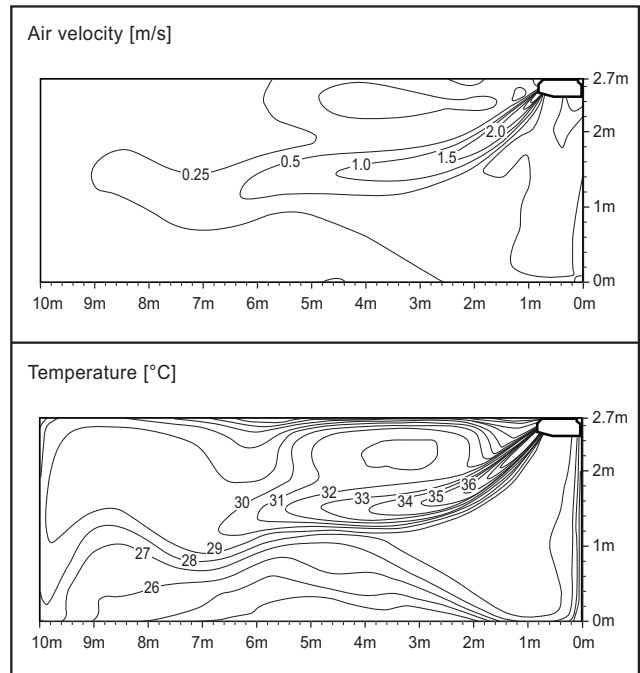 Air velocity [m/s]
2.7m
2.0
2m
0.5
1.5
0.25
1.0
1m
0m
10m 9m 8m 7m 6m 5m 4m 3m 2m 1m 0m
Temperature [°C]
2.7m
2m
36
32
35
31
33
30
34
1m
29
27
28
26
0m
10m 9m 8m 7m 6m 5m 4m 3m 2m 1m 0m